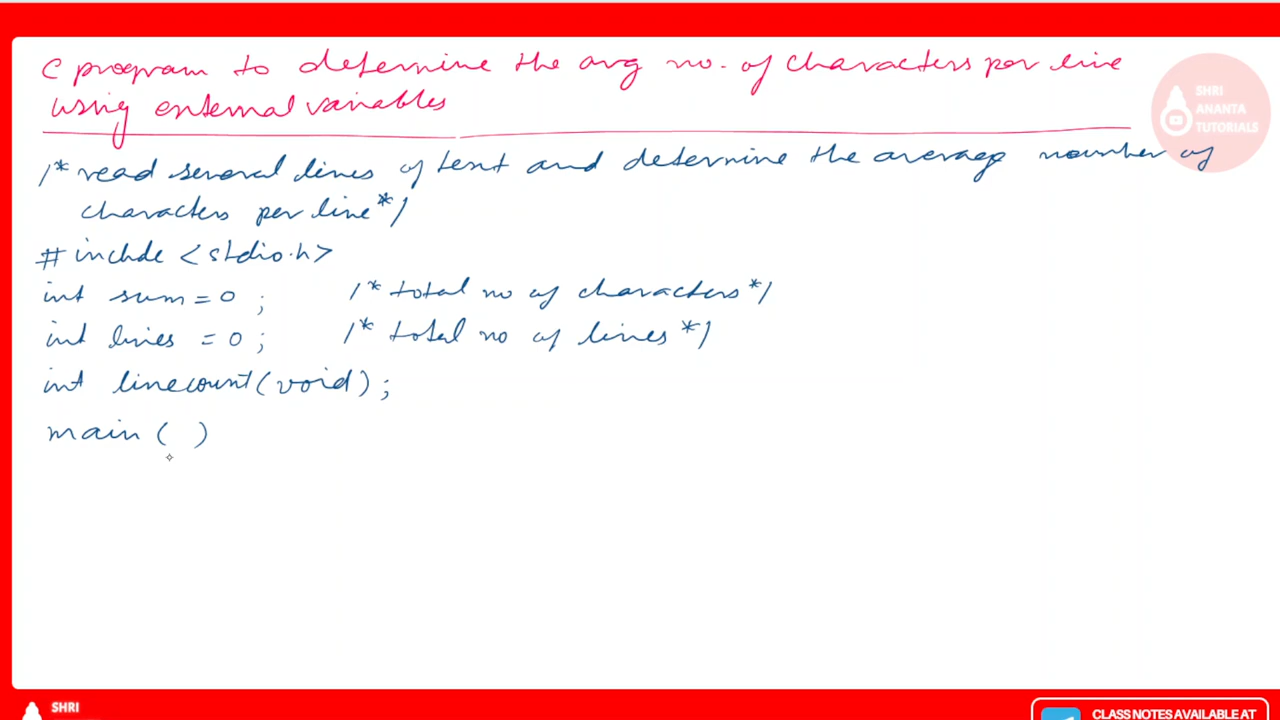 C program to determine the avg no. of characters per line
using external variables
SHRI
ANANTA
TUTORIALS
/* read several lines of text and determine the average number of
characters per line */
# include <stdio.h>
int sum = 0 ; /* total no of characters */
int lines = 0 ; /* total no of lines */
int linecount (void) ;
main ( )
SHRI
CLASS NOTES AVAILABLE AT